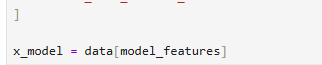 ]
x_model = data[model_features]